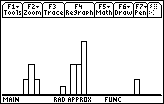 F1▾ F2▾ F3 F4 F5▾ F6▾ F7▾
Tools Zoom Trace ReGraph Math Draw Pen
MAIN RAD APPROX FUNC